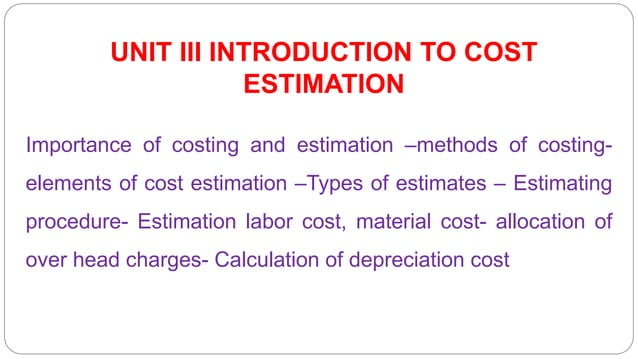 UNIT III INTRODUCTION TO COST
ESTIMATION
Importance of costing and estimation –methods of costing-
elements of cost estimation –Types of estimates – Estimating
procedure- Estimation labor cost, material cost- allocation of
over head charges- Calculation of depreciation cost